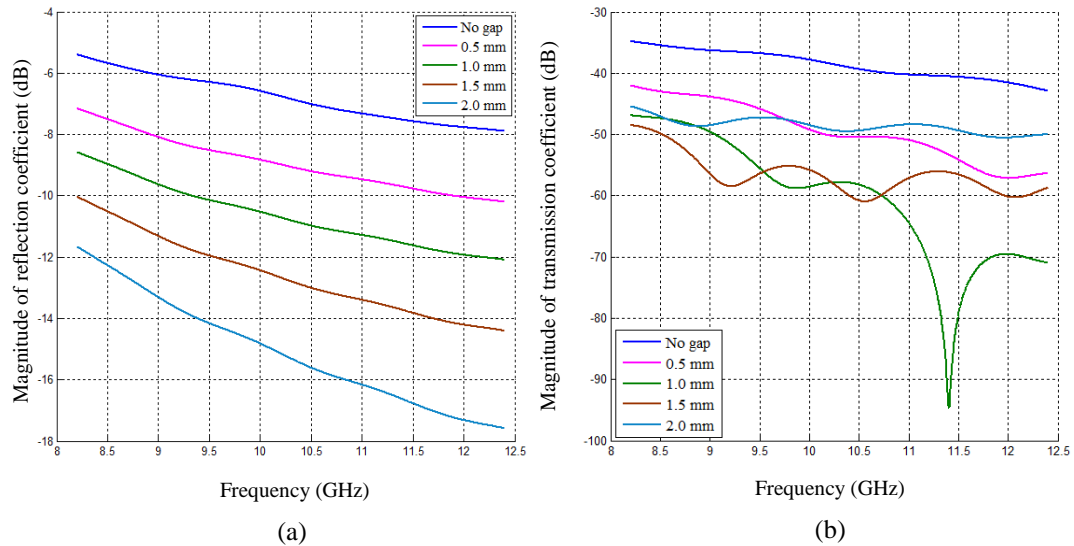 Magnitude of reflection coefficient (dB)
-4
-6
-8
-10
-12
-14
-16
-18
No gap
0.5 mm
1.0 mm
1.5 mm
2.0 mm
8
8.5
9
9.5
10
10.5
11
11.5
12
12.5
Frequency (GHz)
(a)
Magnitude of transmission coefficient (dB)
-30
-40
-50
-60
-70
-80
-90
-100
No gap
0.5 mm
1.0 mm
1.5 mm
2.0 mm
8
8.5
9
9.5
10
10.5
11
11.5
12
12.5
Frequency (GHz)
(b)